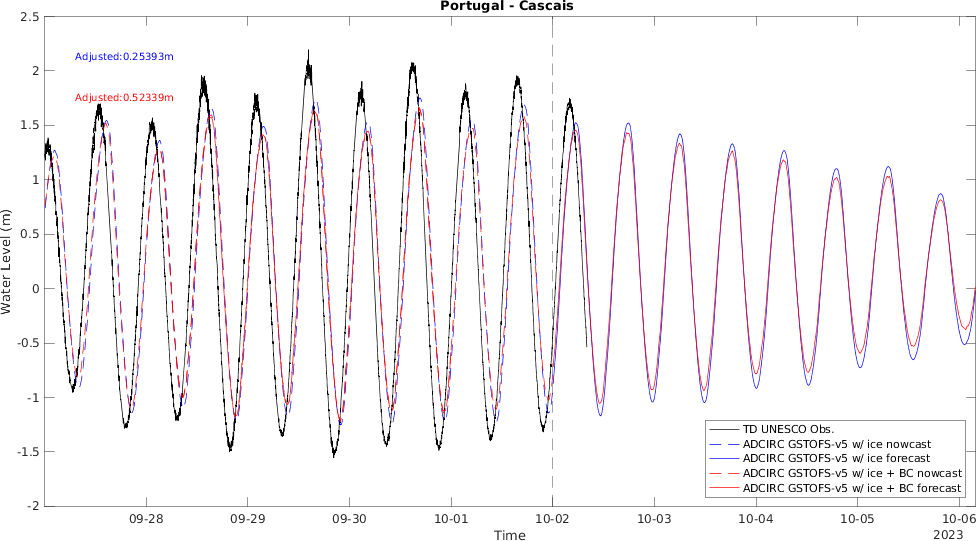 Portugal - Cascais
2.5
Adjusted:0.25393m
2
Adjusted:0.52339m
1.5
1
0.5
0
-0.5
-1
-1.5
-2
Water Level (m)
TD UNESCO Obs.
ADCIRC GSTOFS-v5 w/ ice nowcast
ADCIRC GSTOFS-v5 w/ ice forecast
ADCIRC GSTOFS-v5 w/ ice + BC nowcast
ADCIRC GSTOFS-v5 w/ ice + BC forecast
09-28 09-29 09-30 10-01 10-02 10-03 10-04 10-05 10-06
Time 2023